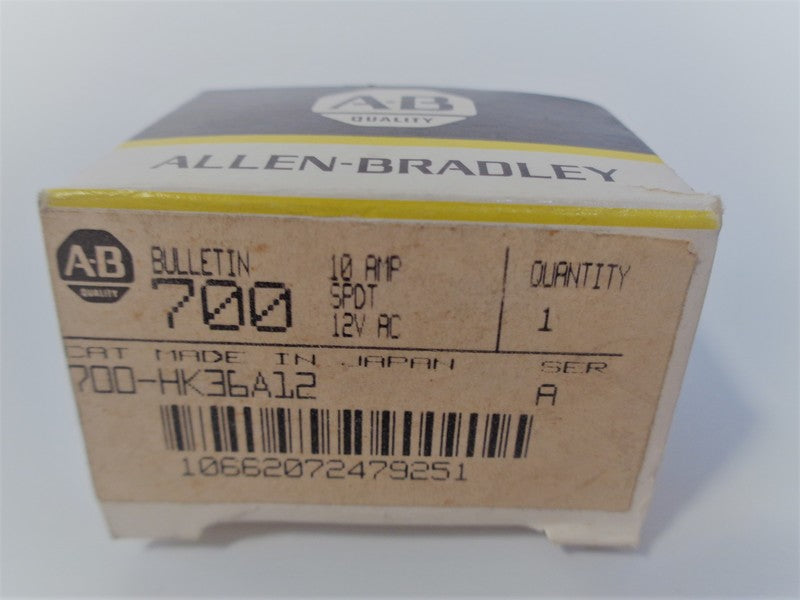 A-B
QUALITY
ALLEN-BRADLEY
A-B
QUALITY
BULLETIN
700
10 AMP
SPDT
12V AC
QUANTITY
1
CAT MADE IN JAPAN
SER
700-HK36A12
A
10662072479251